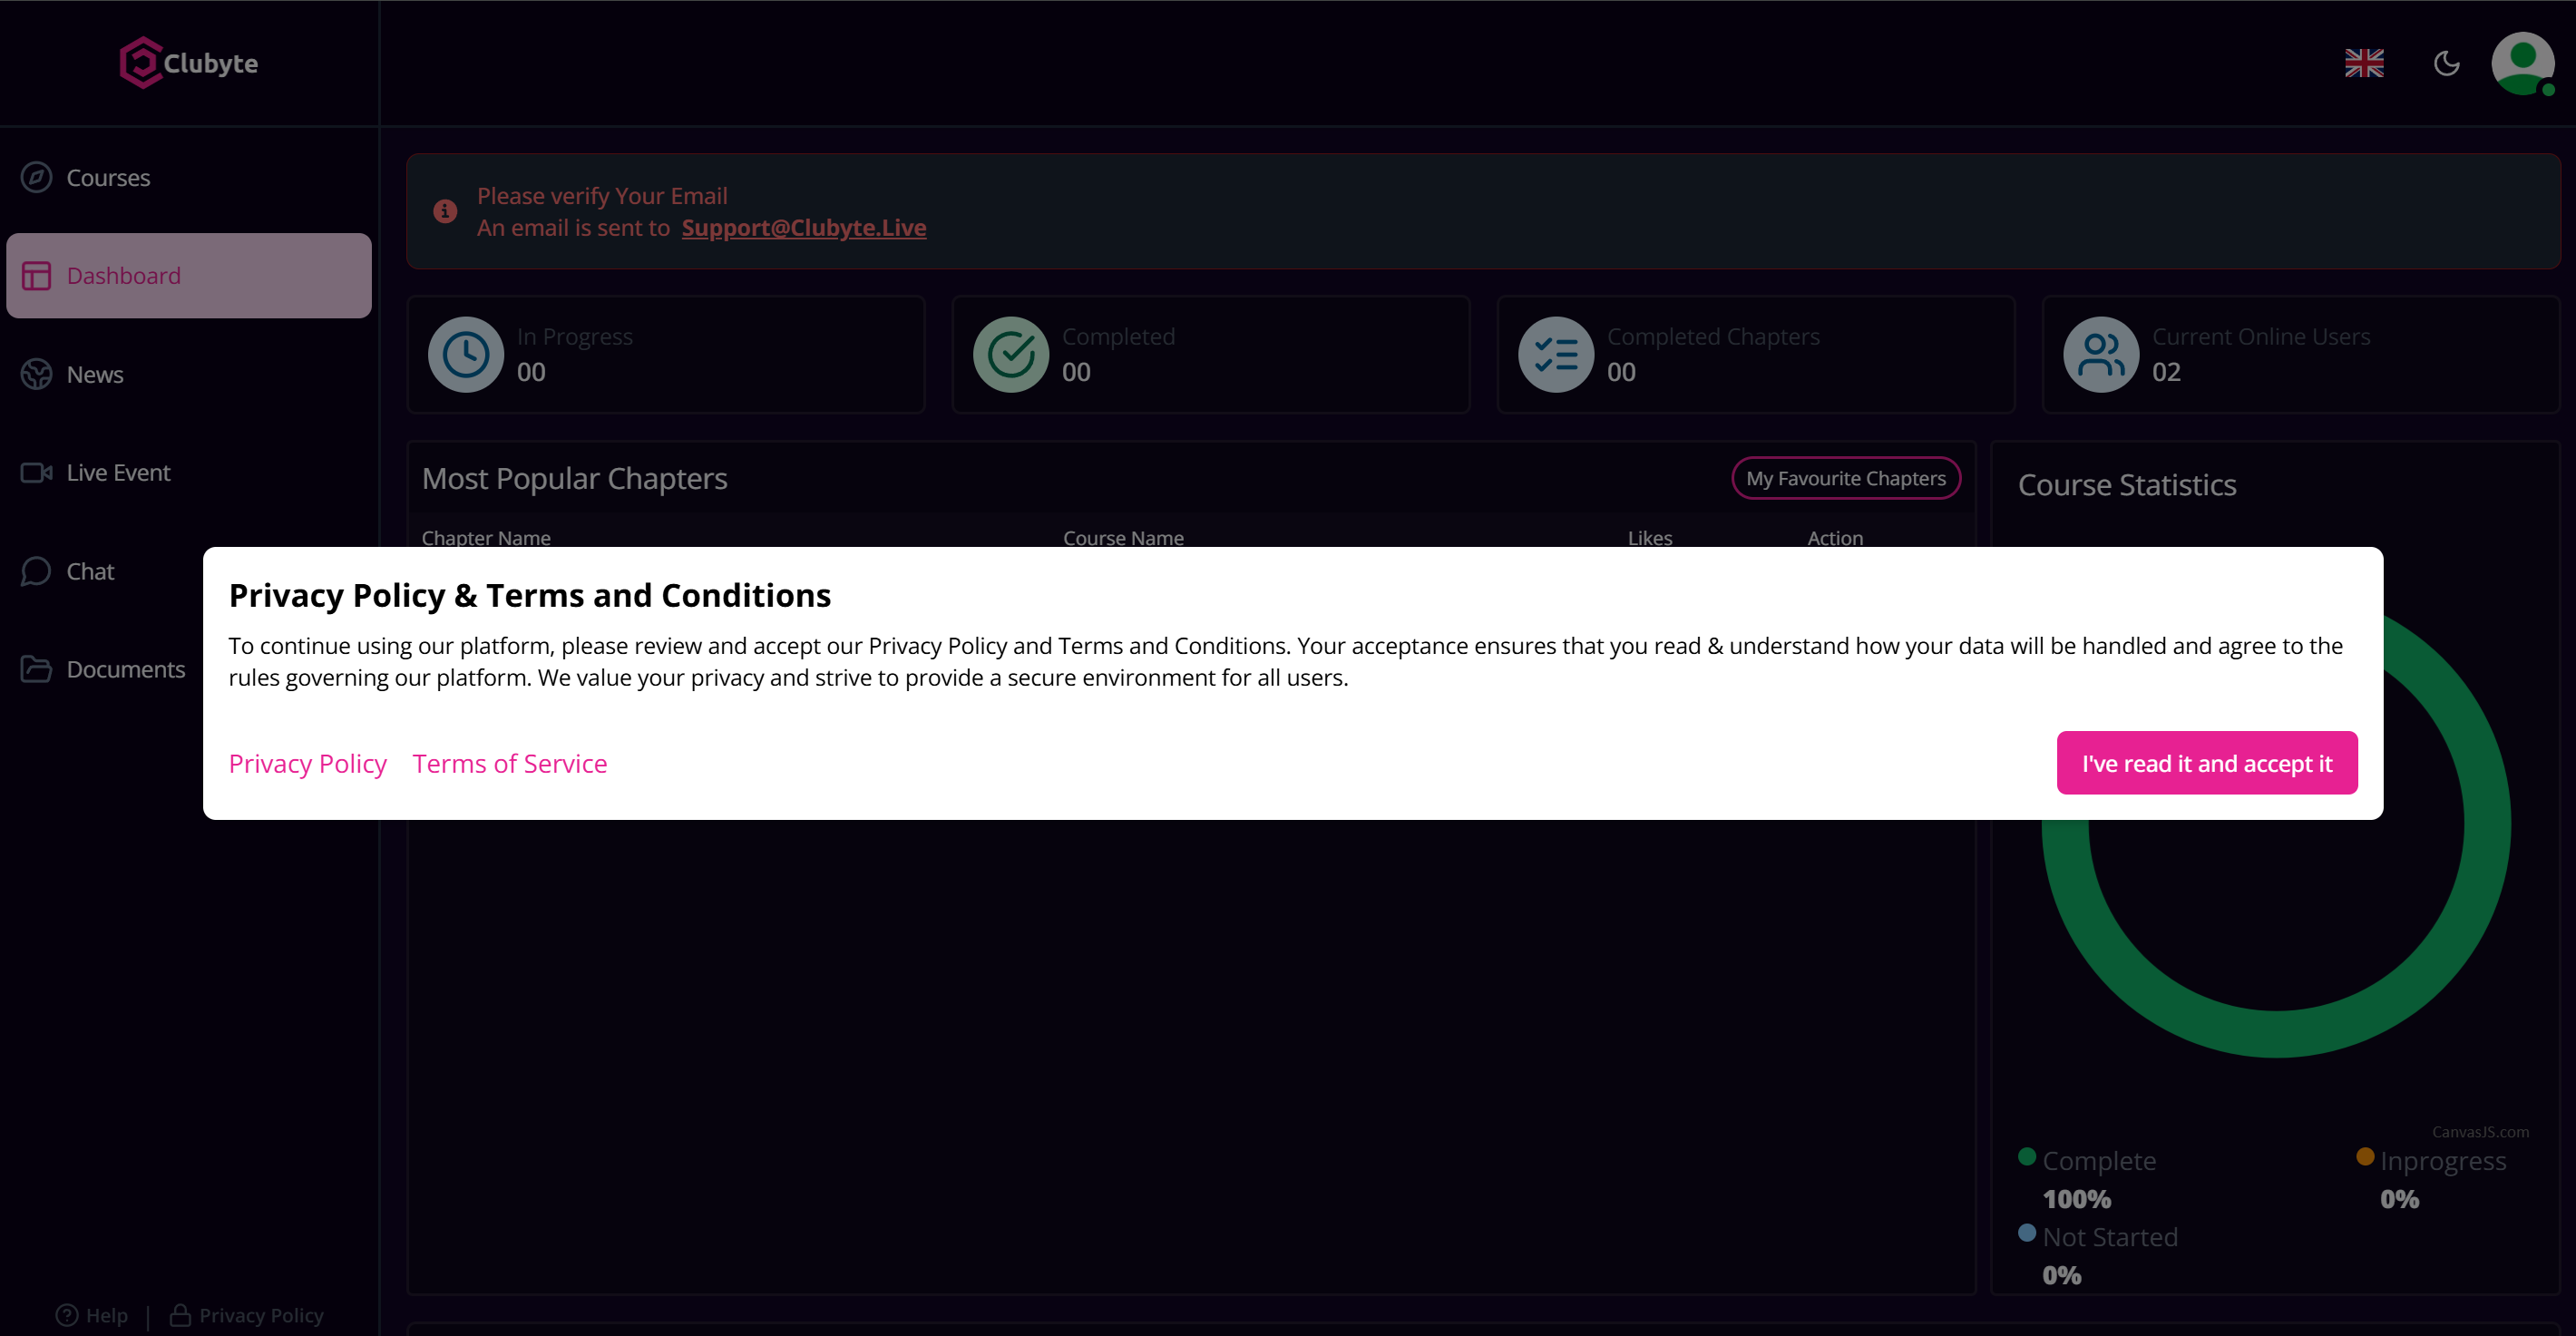 Clubyte
Courses
Dashboard
News
Live Event
Chat
Documents
Please verify Your Email
An email is sent to Support@Clubyte.Live
In Progress
00
Completed
00
Completed Chapters
00
Current Online Users
02
Most Popular Chapters
My Favourite Chapters
Chapter Name Course Name Likes Action
Course Statistics
Privacy Policy & Terms and Conditions
To continue using our platform, please review and accept our Privacy Policy and Terms and Conditions. Your acceptance ensures that you read & understand how your data will be handled and agree to the
rules governing our platform. We value your privacy and strive to provide a secure environment for all users.
Privacy Policy Terms of Service
I've read it and accept it
CanvasJS.com
Complete
100%
Inprogress
0%
Not Started
0%
Help | Privacy Policy